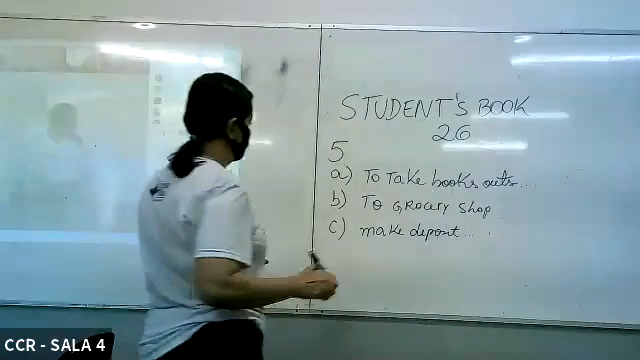 STUDENT'S BOOK
26
5
a) To Take books outs...
b) To Grocery Shop
c) make deposit...
CCR - SALA 4